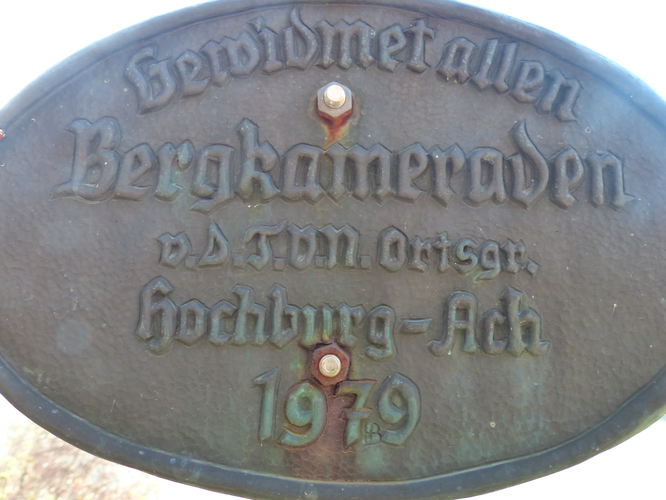 Gewidmet allen
Bergkameraden
v. D. T. V. N. Ortsgr.
Hochburg-Ach
1979